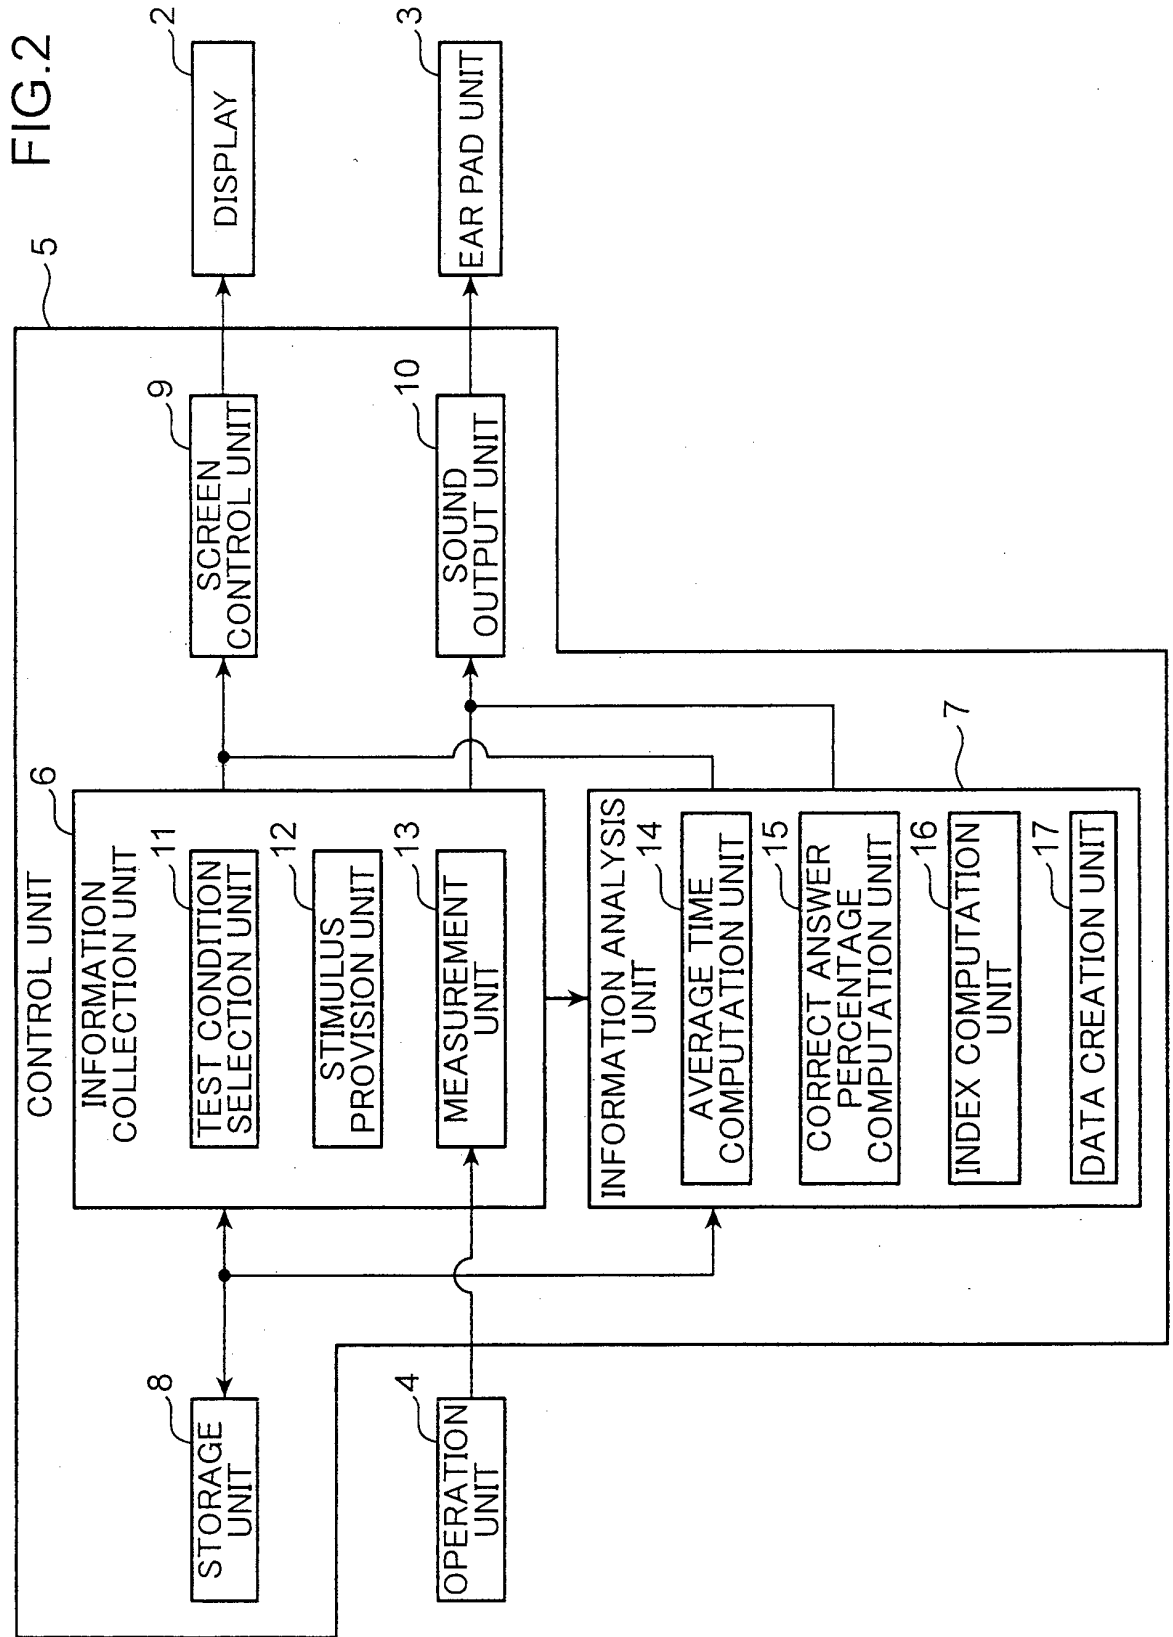 FIG.2
CONTROL UNIT
5
INFORMATION
COLLECTION UNIT
6
STORAGE
UNIT
8
TEST CONDITION
SELECTION UNIT
11
SCREEN
CONTROL UNIT
9
DISPLAY
2
STIMULUS
PROVISION UNIT
12
OPERATION
UNIT
4
MEASUREMENT
UNIT
13
SOUND
OUTPUT UNIT
10
EAR PAD UNIT
3
INFORMATION ANALYSIS
UNIT
7
AVERAGE TIME
COMPUTATION UNIT
14
CORRECT ANSWER
PERCENTAGE
COMPUTATION UNIT
15
INDEX COMPUTATION
UNIT
16
DATA CREATION UNIT
17